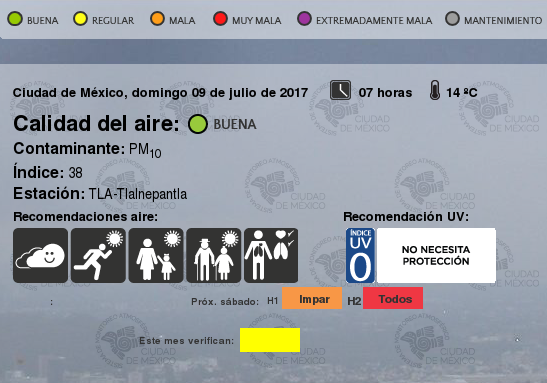 BUENA REGULAR MALA MUY MALA EXTREMADAMENTE MALA MANTENIMIENTO
Ciudad de México, domingo 09 de julio de 2017 07 horas 14 ºC
Calidad del aire: BUENA
Contaminante: PM10
Índice: 38
Estación: TLA-Tlalnepantla
Recomendaciones aire: Recomendación UV:
ÍNDICE UV 0 NO NECESITA PROTECCIÓN
: Próx. sábado: H1 Impar H2 Todos
Este mes verifican:
CIUDAD DE MÉXICO